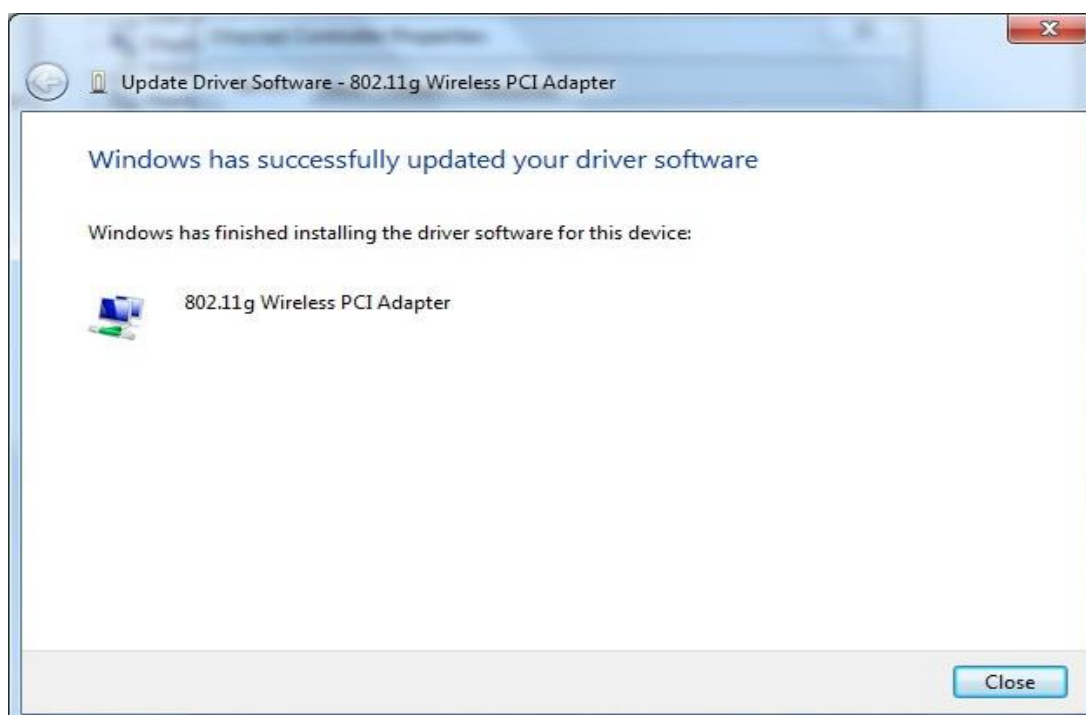 Update Driver Software - 802.11g Wireless PCI Adapter
Windows has successfully updated your driver software
Windows has finished installing the driver software for this device:
802.11g Wireless PCI Adapter
Close